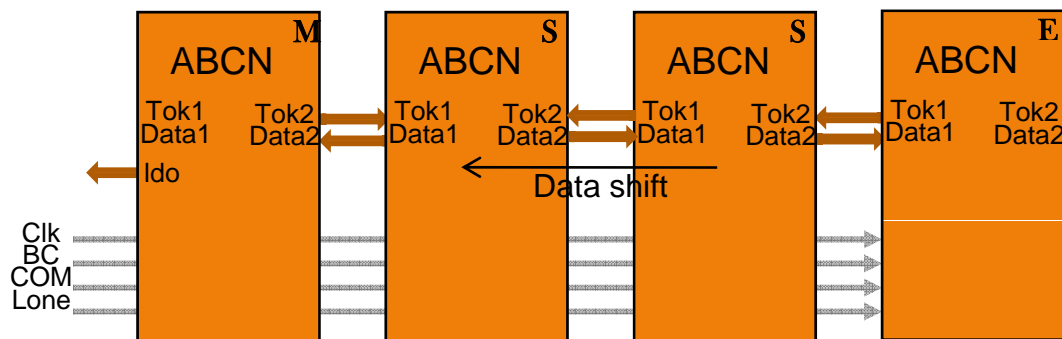 M
ABCN
Tok1 Tok2
Data1 Data2
ldo
S
ABCN
Tok1 Tok2
Data1 Data2
S
ABCN
Tok1 Tok2
Data1 Data2
E
ABCN
Tok1 Tok2
Data1 Data2
Data shift
Clk
BC
COM
Lone